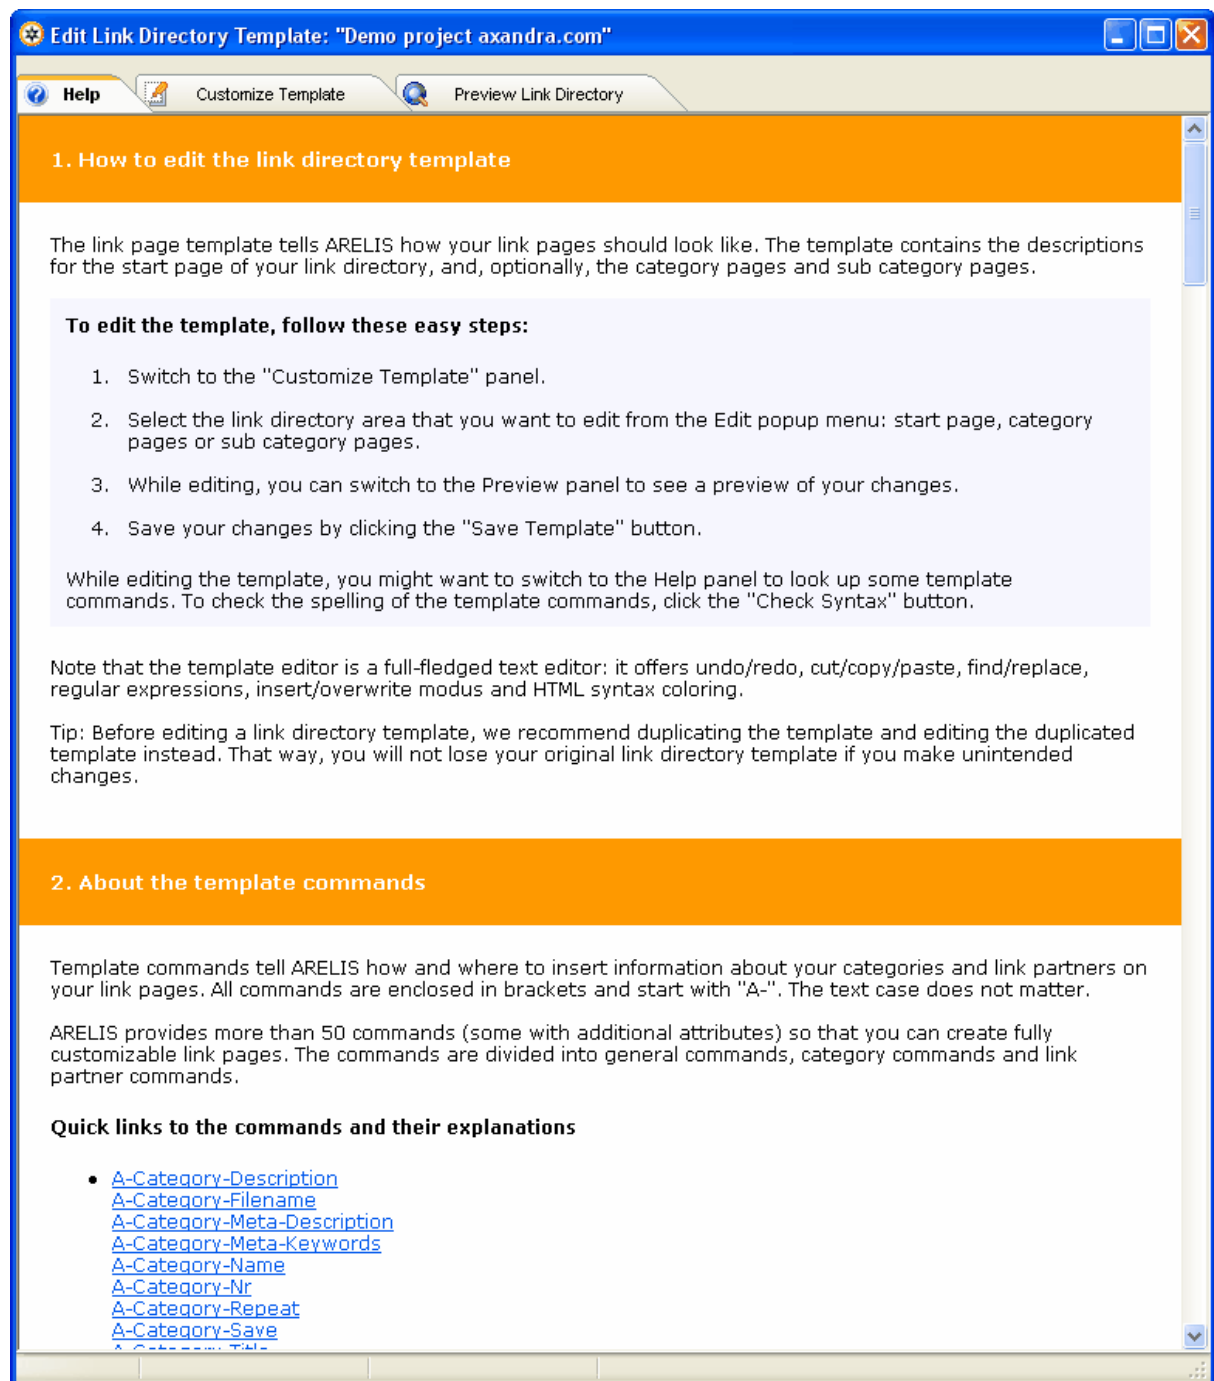 Edit Link Directory Template: "Demo project axandra.com"
Help
Customize Template
Preview Link Directory
1. How to edit the link directory template
The link page template tells ARELIS how your link pages should look like. The template contains the descriptions
for the start page of your link directory, and, optionally, the category pages and sub category pages.
To edit the template, follow these easy steps:
1. Switch to the "Customize Template" panel.
2. Select the link directory area that you want to edit from the Edit popup menu: start page, category
pages or sub category pages.
3. While editing, you can switch to the Preview panel to see a preview of your changes.
4. Save your changes by clicking the "Save Template" button.
While editing the template, you might want to switch to the Help panel to look up some template
commands. To check the spelling of the template commands, click the "Check Syntax" button.
Note that the template editor is a full-fledged text editor: it offers undo/redo, cut/copy/paste, find/replace,
regular expressions, insert/overwrite modus and HTML syntax coloring.
Tip: Before editing a link directory template, we recommend duplicating the template and editing the duplicated
template instead. That way, you will not lose your original link directory template if you make unintended
changes.
2. About the template commands
Template commands tell ARELIS how and where to insert information about your categories and link partners on
your link pages. All commands are enclosed in brackets and start with "A-". The text case does not matter.
ARELIS provides more than 50 commands (some with additional attributes) so that you can create fully
customizable link pages. The commands are divided into general commands, category commands and link
partner commands.
Quick links to the commands and their explanations
• A-Category-Description
A-Category-Filename
A-Category-Meta-Description
A-Category-Meta-Keywords
A-Category-Name
A-Category-Nr
A-Category-Repeat
A-Category-Save
A-Category-Title